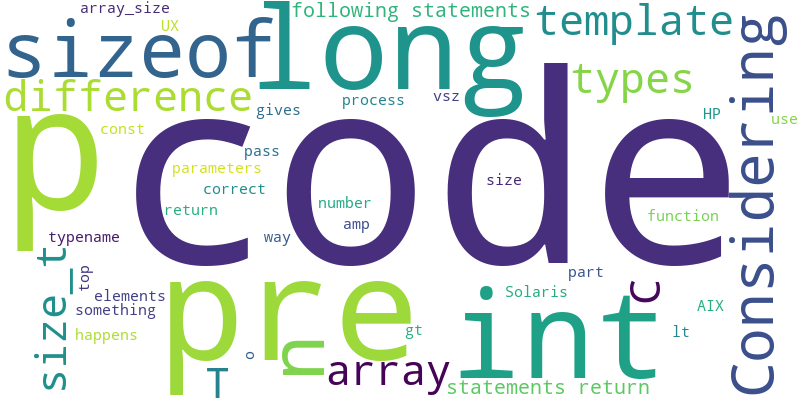 array_size
following statements
UX
sizeof
long
template
Considering
types
difference
process
vsz
gives
HP
use
p
const
code
pass
parameters
size
correct
number
return
amp
function
typename
way
size_t
top
part
elements
pre
int
c
Solaris
something
AIX
happens
gt
lt
n
o
T
array
statements return